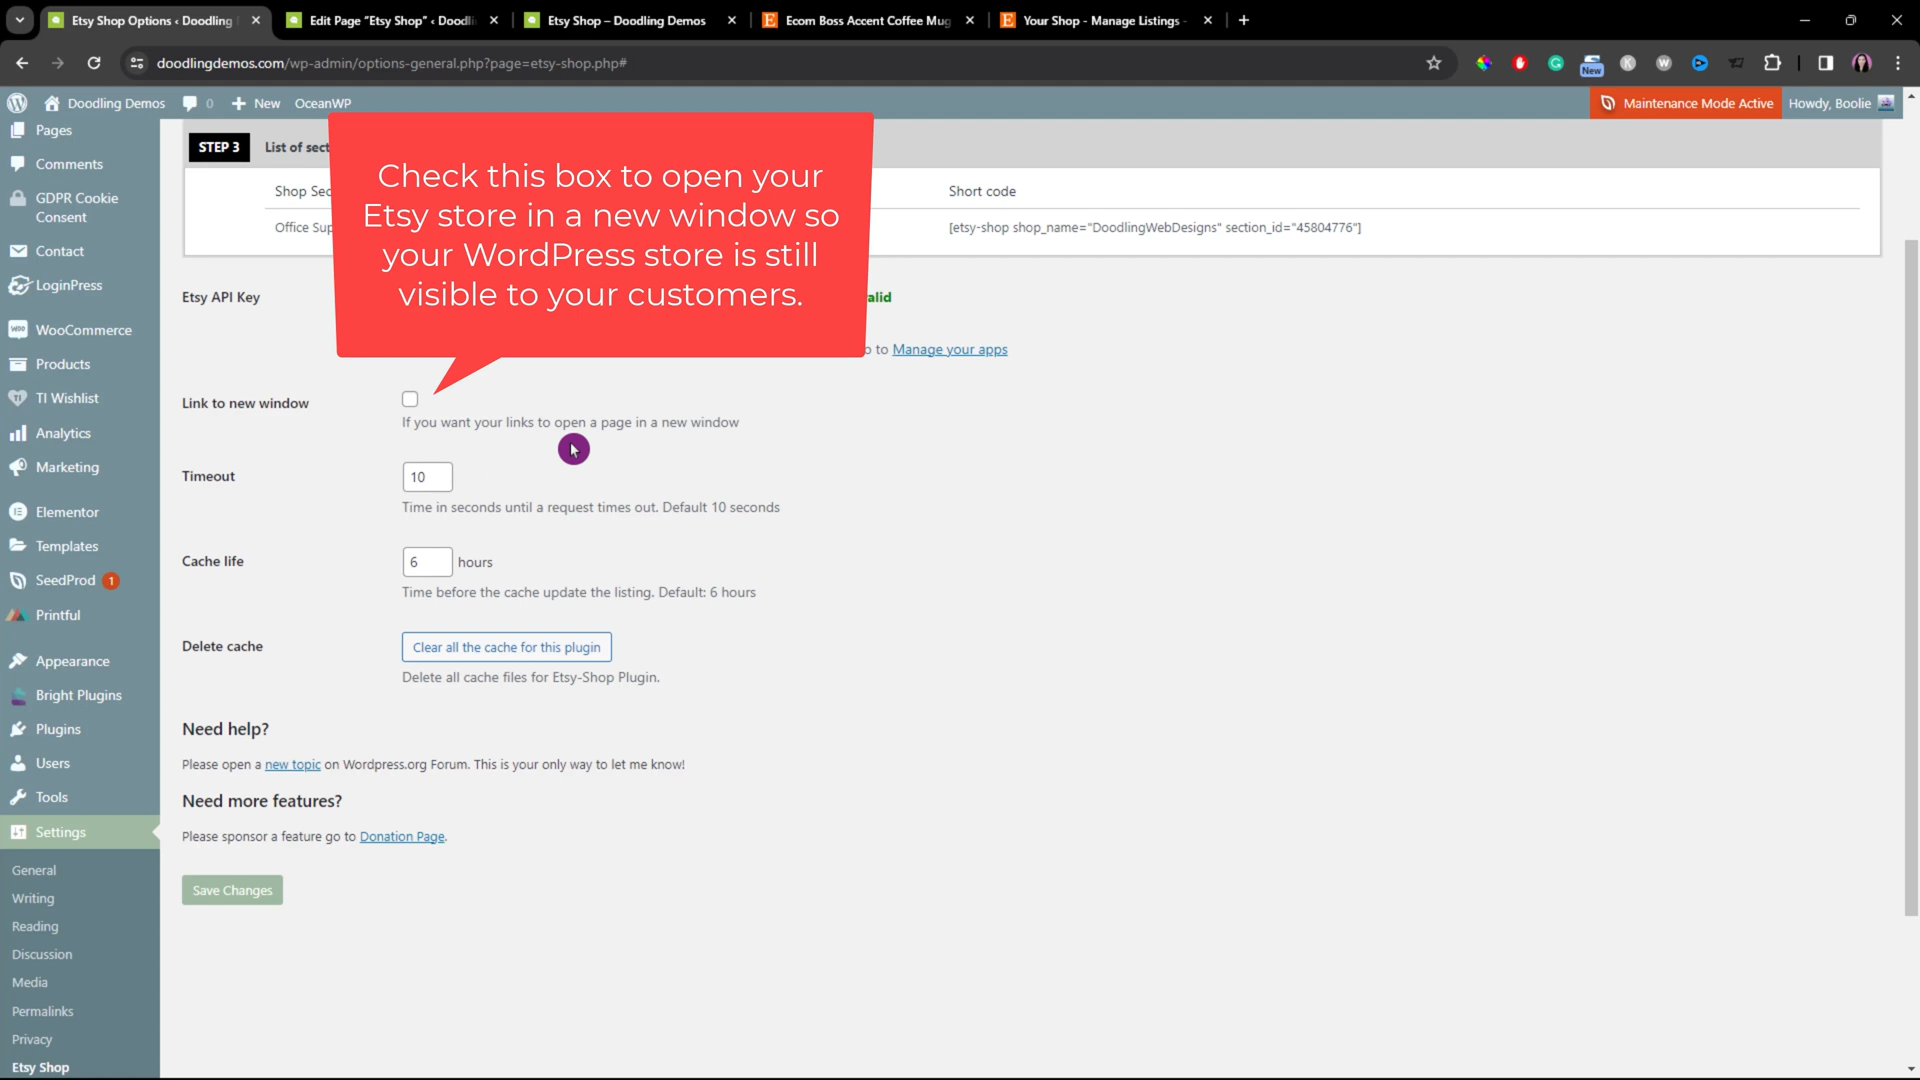 Etsy Shop Options ‹ Doodling
Edit Page "Etsy Shop" ‹ Doodli
Etsy Shop – Doodling Demos
Ecom Boss Accent Coffee Mug
Your Shop - Manage Listings -
doodlingdemos.com/wp-admin/options-general.php?page=etsy-shop.php#
New
Doodling Demos
0
New
OceanWP
Maintenance Mode Active
Howdy, Boolie
Pages
Comments
GDPR Cookie
Consent
Contact
LoginPress
WooCommerce
Products
TI Wishlist
Analytics
Marketing
Elementor
Templates
SeedProd 1
Printful
Appearance
Bright Plugins
Plugins
Users
Tools
Settings
General
Writing
Reading
Discussion
Media
Permalinks
Privacy
Etsy Shop
STEP 3 List of sect
Shop Sec
Short code
Office Sup
[etsy-shop shop_name="DoodlingWebDesigns" section_id="45804776"]
Check this box to open your
Etsy store in a new window so
your WordPress store is still
visible to your customers.
Etsy API Key
alid
to Manage your apps
Link to new window
If you want your links to open a page in a new window
Timeout
10
Time in seconds until a request times out. Default 10 seconds
Cache life
6 hours
Time before the cache update the listing. Default: 6 hours
Delete cache
Clear all the cache for this plugin
Delete all cache files for Etsy-Shop Plugin.
Need help?
Please open a new topic on Wordpress.org Forum. This is your only way to let me know!
Need more features?
Please sponsor a feature go to Donation Page.
Save Changes